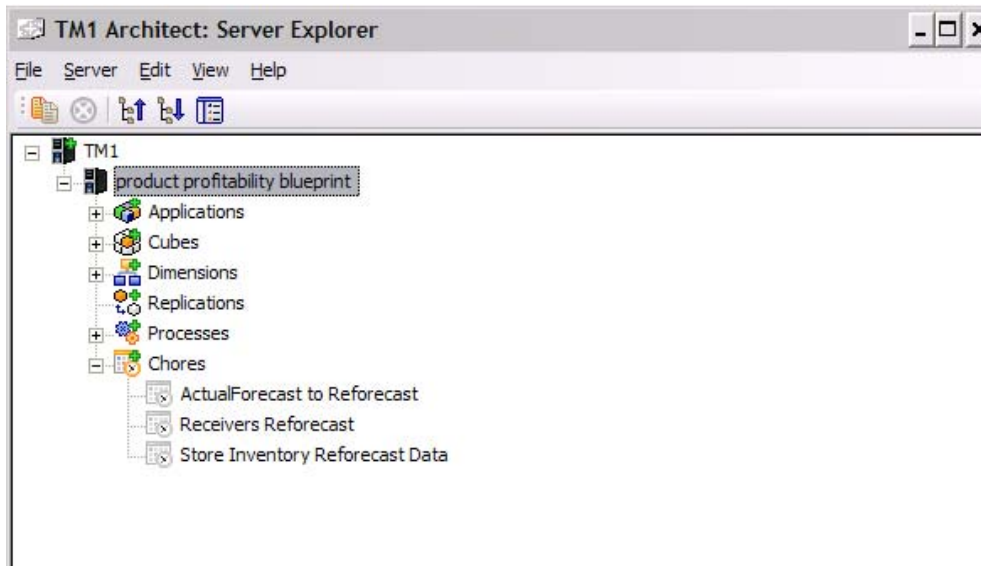 TM1 Architect: Server Explorer
File Server Edit View Help
TM1
product profitability blueprint
Applications
Cubes
Dimensions
Replications
Processes
Chores
ActualForecast to Reforecast
Receivers Reforecast
Store Inventory Reforecast Data